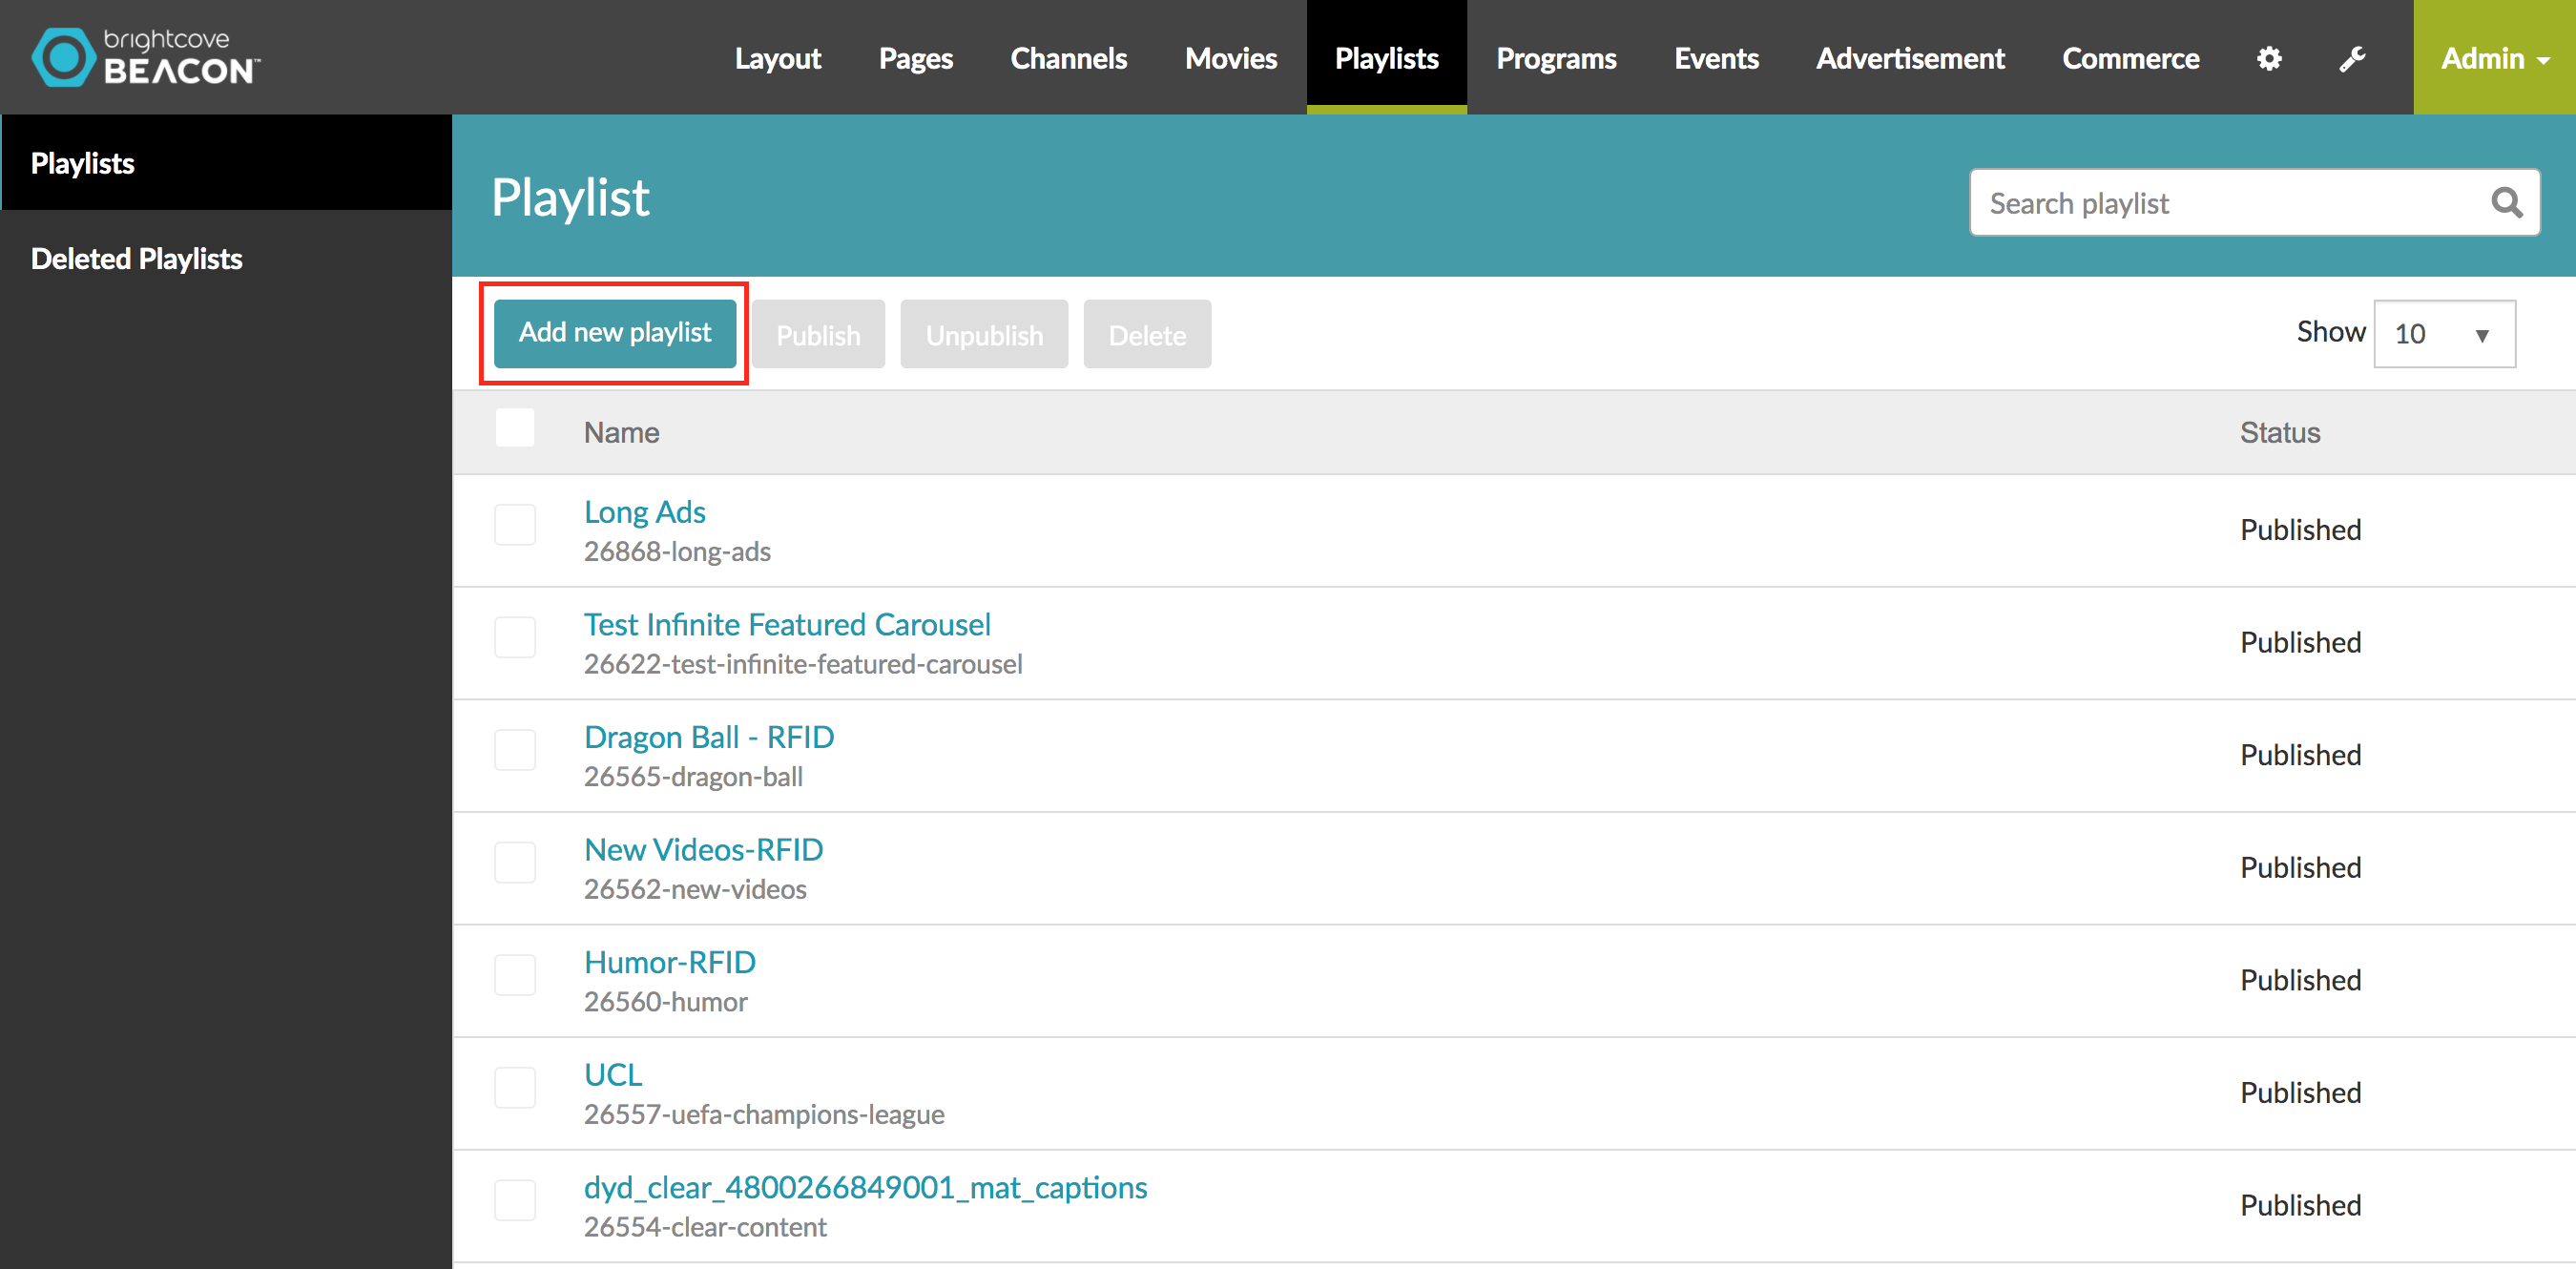 brightcove
BEACON™
Layout Pages Channels Movies Playlists Programs Events Advertisement Commerce Admin
Playlists
Deleted Playlists
Playlist
Search playlist
Add new playlist Publish Unpublish Delete Show 10
Name Status
Long Ads
26868-long-ads
Published
Test Infinite Featured Carousel
26622-test-infinite-featured-carousel
Published
Dragon Ball - RFID
26565-dragon-ball
Published
New Videos-RFID
26562-new-videos
Published
Humor-RFID
26560-humor
Published
UCL
26557-uefa-champions-league
Published
dyd_clear_4800266849001_mat_captions
26554-clear-content
Published